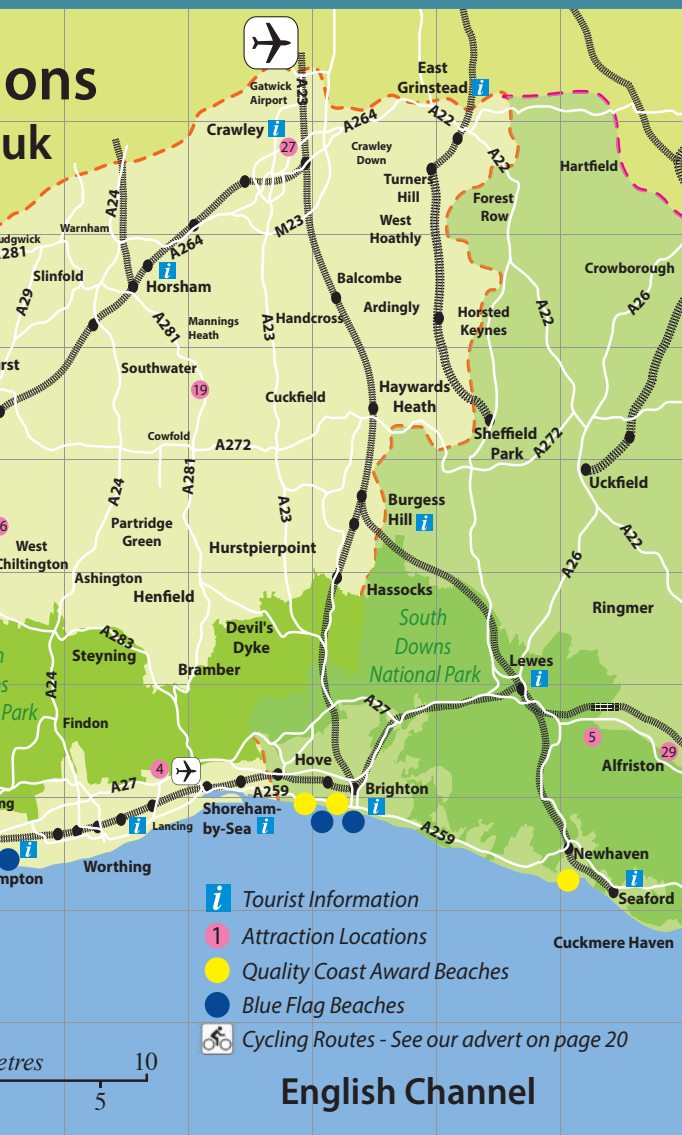 ons
uk
Gatwick
Airport
A23
East
Grinstead
i
Crawley
i
27
A264
A22
Crawley
Down
A22
Hartfield
Turners
Hill
A24
Forest
Row
Warnham
M23
West
Hoathly
udgwick
A281
A264
Slinfold
i
Horsham
Balcombe
Crowborough
A29
Ardingly
A22
A26
A281
Mannings
Heath
A23
Handcross
Horsted
Keynes
rst
Southwater
19
Cuckfield
Haywards
Heath
Cowfold
A272
Sheffield
Park
A272
A24
A281
A23
Uckfield
6
Partridge
Green
Burgess
Hill
i
A22
West
Chiltington
Hurstpierpoint
A26
Ashington
Henfield
Hassocks
Ringmer
South
Downs
National Park
Devil's
Dyke
A283
Steyning
n
s
Park
A24
Bramber
Lewes
i
A27
Findon
5
29
4
Hove
Alfriston
A27
A259
Brighton
i
ng
Shoreham-
by-Sea
i
i
Lancing
A259
i
mpton
Worthing
Newhaven
i
Seaford
i
Tourist Information
1
Attraction Locations
Quality Coast Award Beaches
Blue Flag Beaches
Cuckmere Haven
Cycling Routes - See our advert on page 20
etres
10
5
English Channel